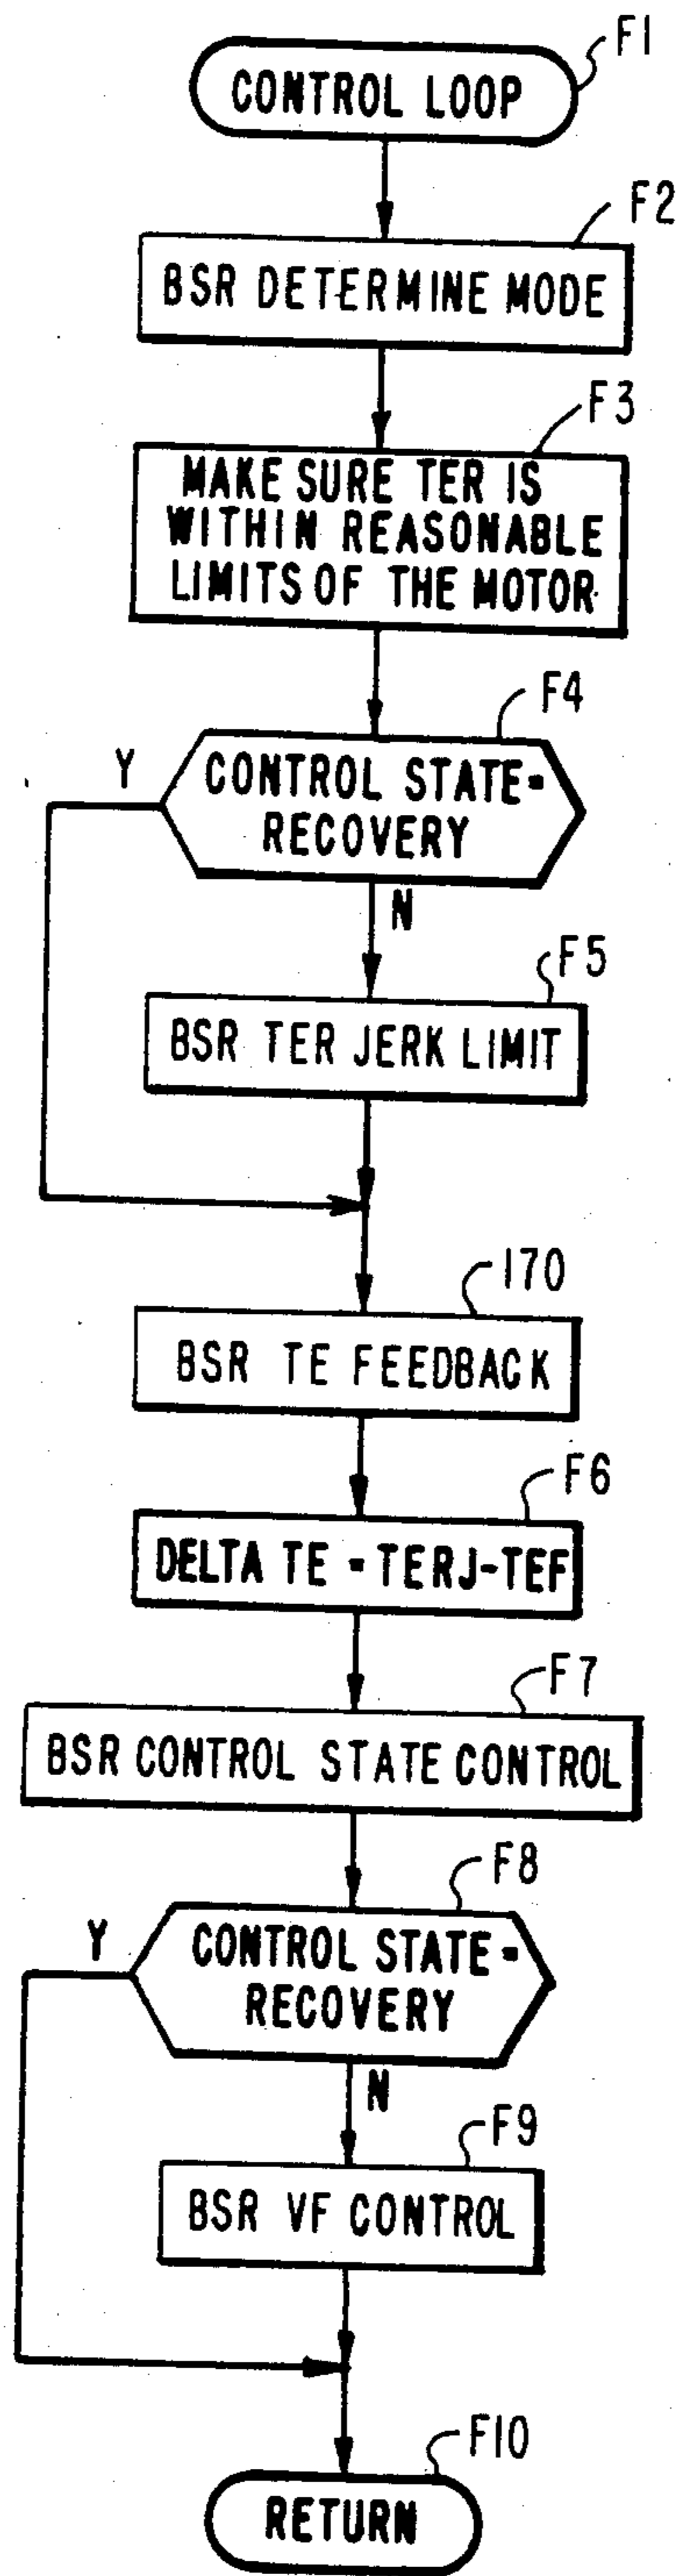 F1
CONTROL LOOP
F2
BSR DETERMINE MODE
F3
MAKE SURE TER IS
WITHIN REASONABLE
LIMITS OF THE MOTOR
F4
Y
CONTROL STATE=
RECOVERY
N
F5
BSR TER JERK LIMIT
170
BSR TE FEEDBACK
F6
DELTA TE = TERJ-TEF
F7
BSR CONTROL STATE CONTROL
F8
Y
CONTROL STATE=
RECOVERY
N
F9
BSR VF CONTROL
F10
RETURN